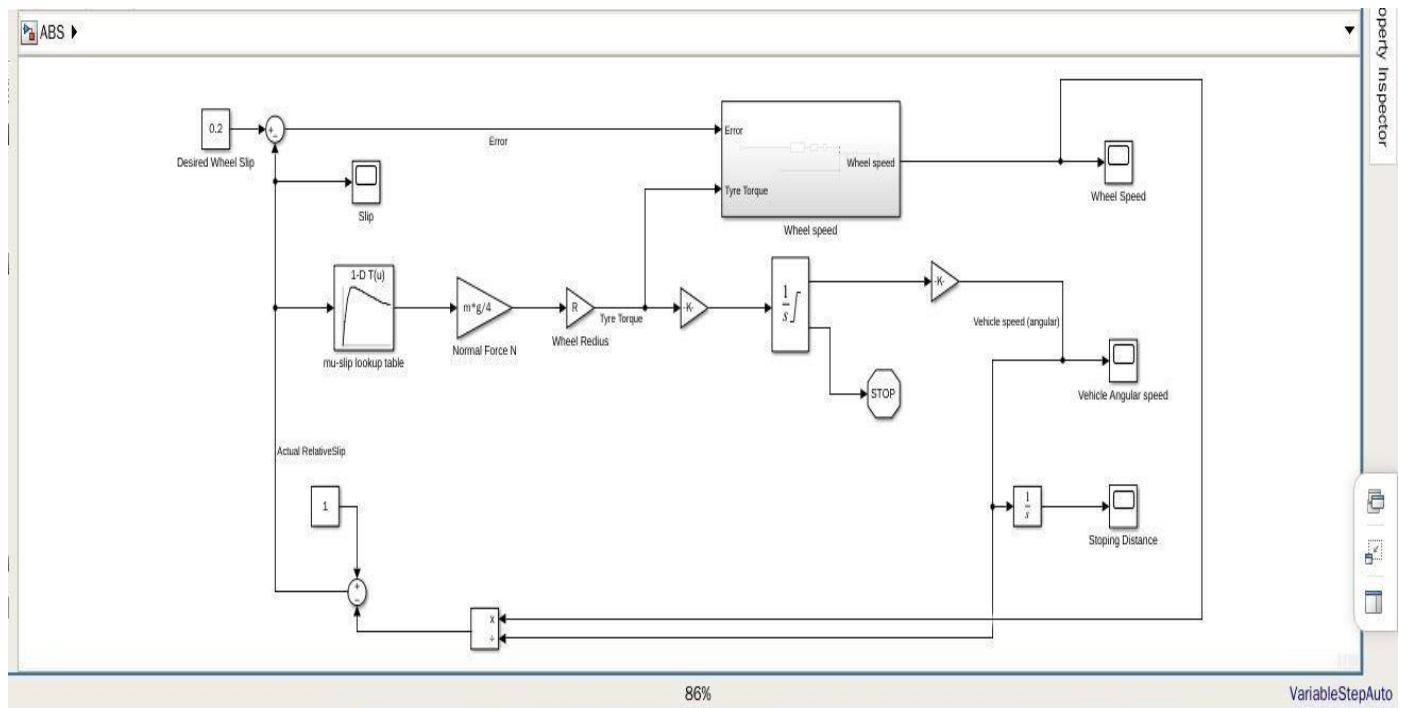 ABS
operty Inspector
0.2
Desired Wheel Slip
+
-
Error
Error
Tyre Torque
Wheel speed
Wheel speed
Wheel Speed
Slip
1-D T(u)
mu-slip lookup table
m*g/4
Normal Force N
R
Wheel Redius
Tyre Torque
-K-
1
s
STOP
-K-
Vehicle speed (angular)
Vehicle Angular speed
Actual RelativeSlip
1
+
-
1
s
Stoping Distance
x
÷
86%
VariableStepAuto